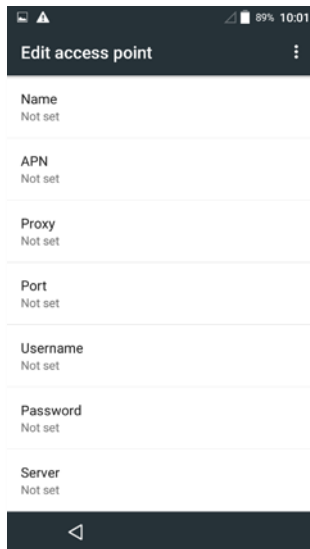 89% 10:01
Edit access point
Name
Not set
APN
Not set
Proxy
Not set
Port
Not set
Username
Not set
Password
Not set
Server
Not set